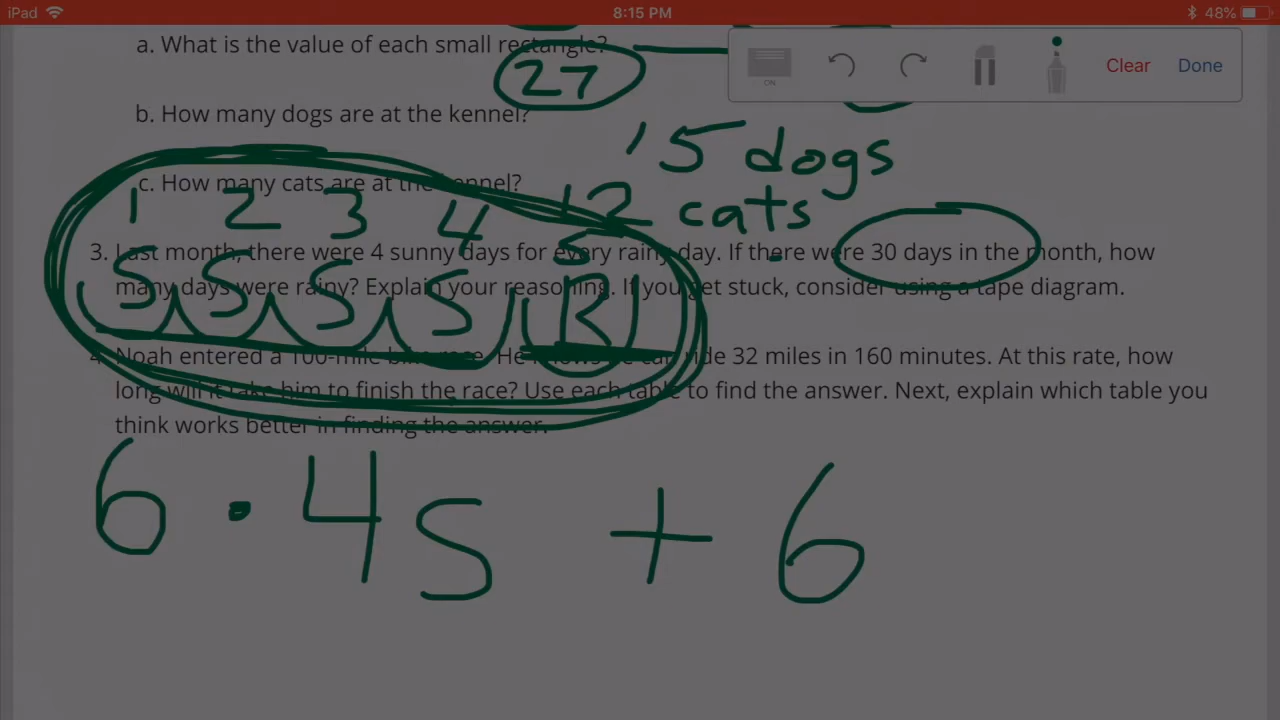 iPad 8:15 PM 48%
a. What is the value of each small rectangle?
27
ON Clear Done
b. How many dogs are at the kennel?
15 dogs
c. How many cats are at the kennel?
12 cats
1 2 3 4 5
3. Last month, there were 4 sunny days for every rainy day. If there were 30 days in the month, how
many days were rainy? Explain your reasoning. If you get stuck, consider using a tape diagram.
S S S S R
4. Noah entered a 100-mile bike race. He knows he can ride 32 miles in 160 minutes. At this rate, how
long will it take him to finish the race? Use each table to find the answer. Next, explain which table you
think works better in finding the answer.
6 · 4S + 6